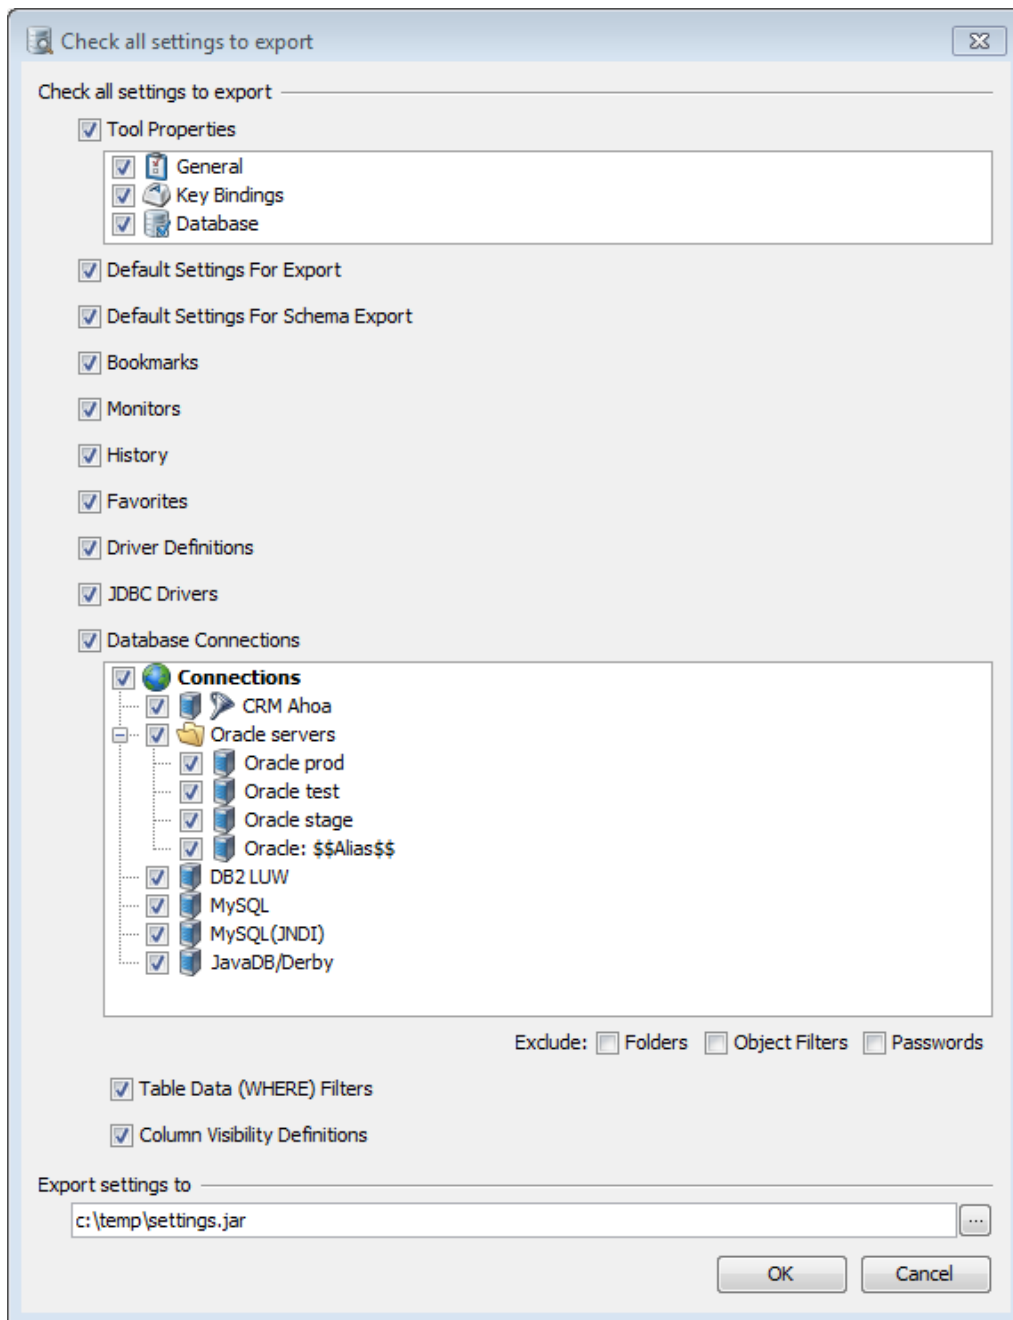 Check all settings to export
Check all settings to export
Tool Properties
General
Key Bindings
Database
Default Settings For Export
Default Settings For Schema Export
Bookmarks
Monitors
History
Favorites
Driver Definitions
JDBC Drivers
Database Connections
Connections
CRM Ahoa
Oracle servers
Oracle prod
Oracle test
Oracle stage
Oracle: $$Alias$$
DB2 LUW
MySQL
MySQL(JNDI)
JavaDB/Derby
Exclude: Folders Object Filters Passwords
Table Data (WHERE) Filters
Column Visibility Definitions
Export settings to
c:\temp\settings.jar ...
OK Cancel